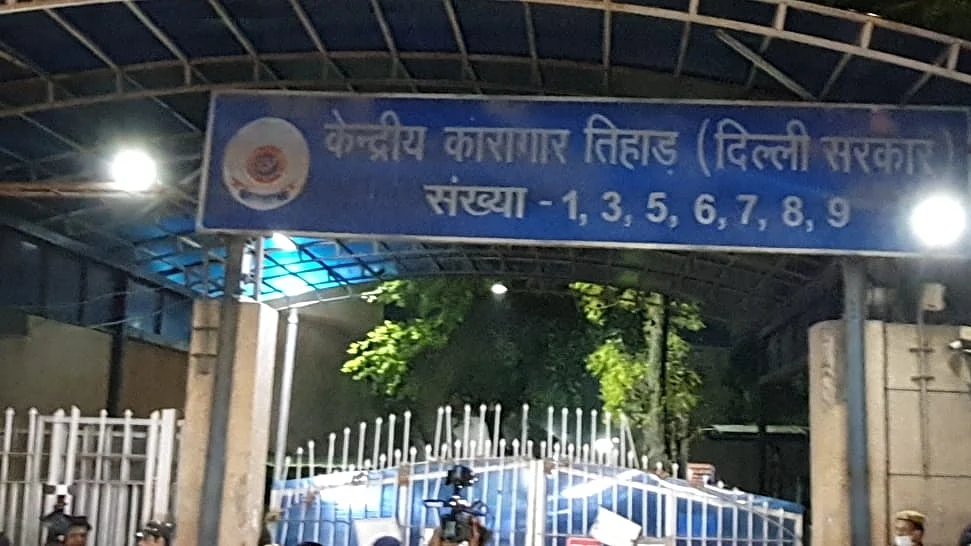 केन्द्रीय कारागार तिहाड़ (दिल्ली सरकार)
संख्या - 1, 3, 5, 6, 7, 8, 9